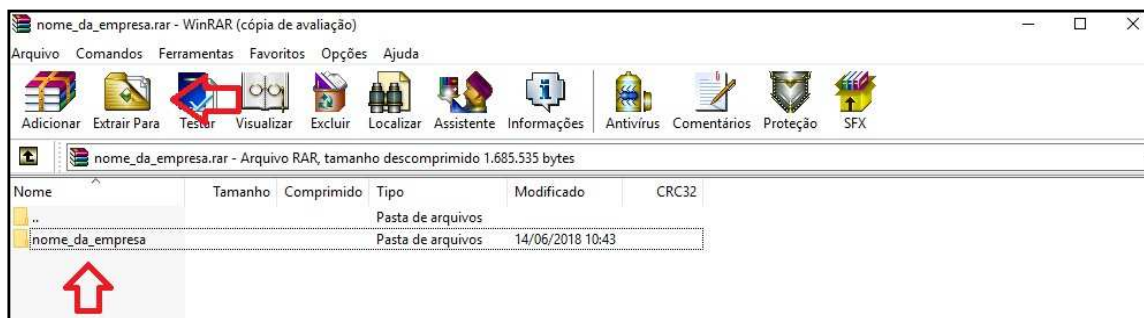 nome_da_empresa.rar - WinRAR (cópia de avaliação)
Arquivo Comandos Ferramentas Favoritos Opções Ajuda
Adicionar Extrair Para Testar Visualizar Excluir Localizar Assistente Informações Antivírus Comentários Proteção SFX
nome_da_empresa.rar - Arquivo RAR, tamanho descomprimido 1.685.535 bytes
Nome Tamanho Comprimido Tipo Modificado CRC32
.. Pasta de arquivos
nome_da_empresa Pasta de arquivos 14/06/2018 10:43